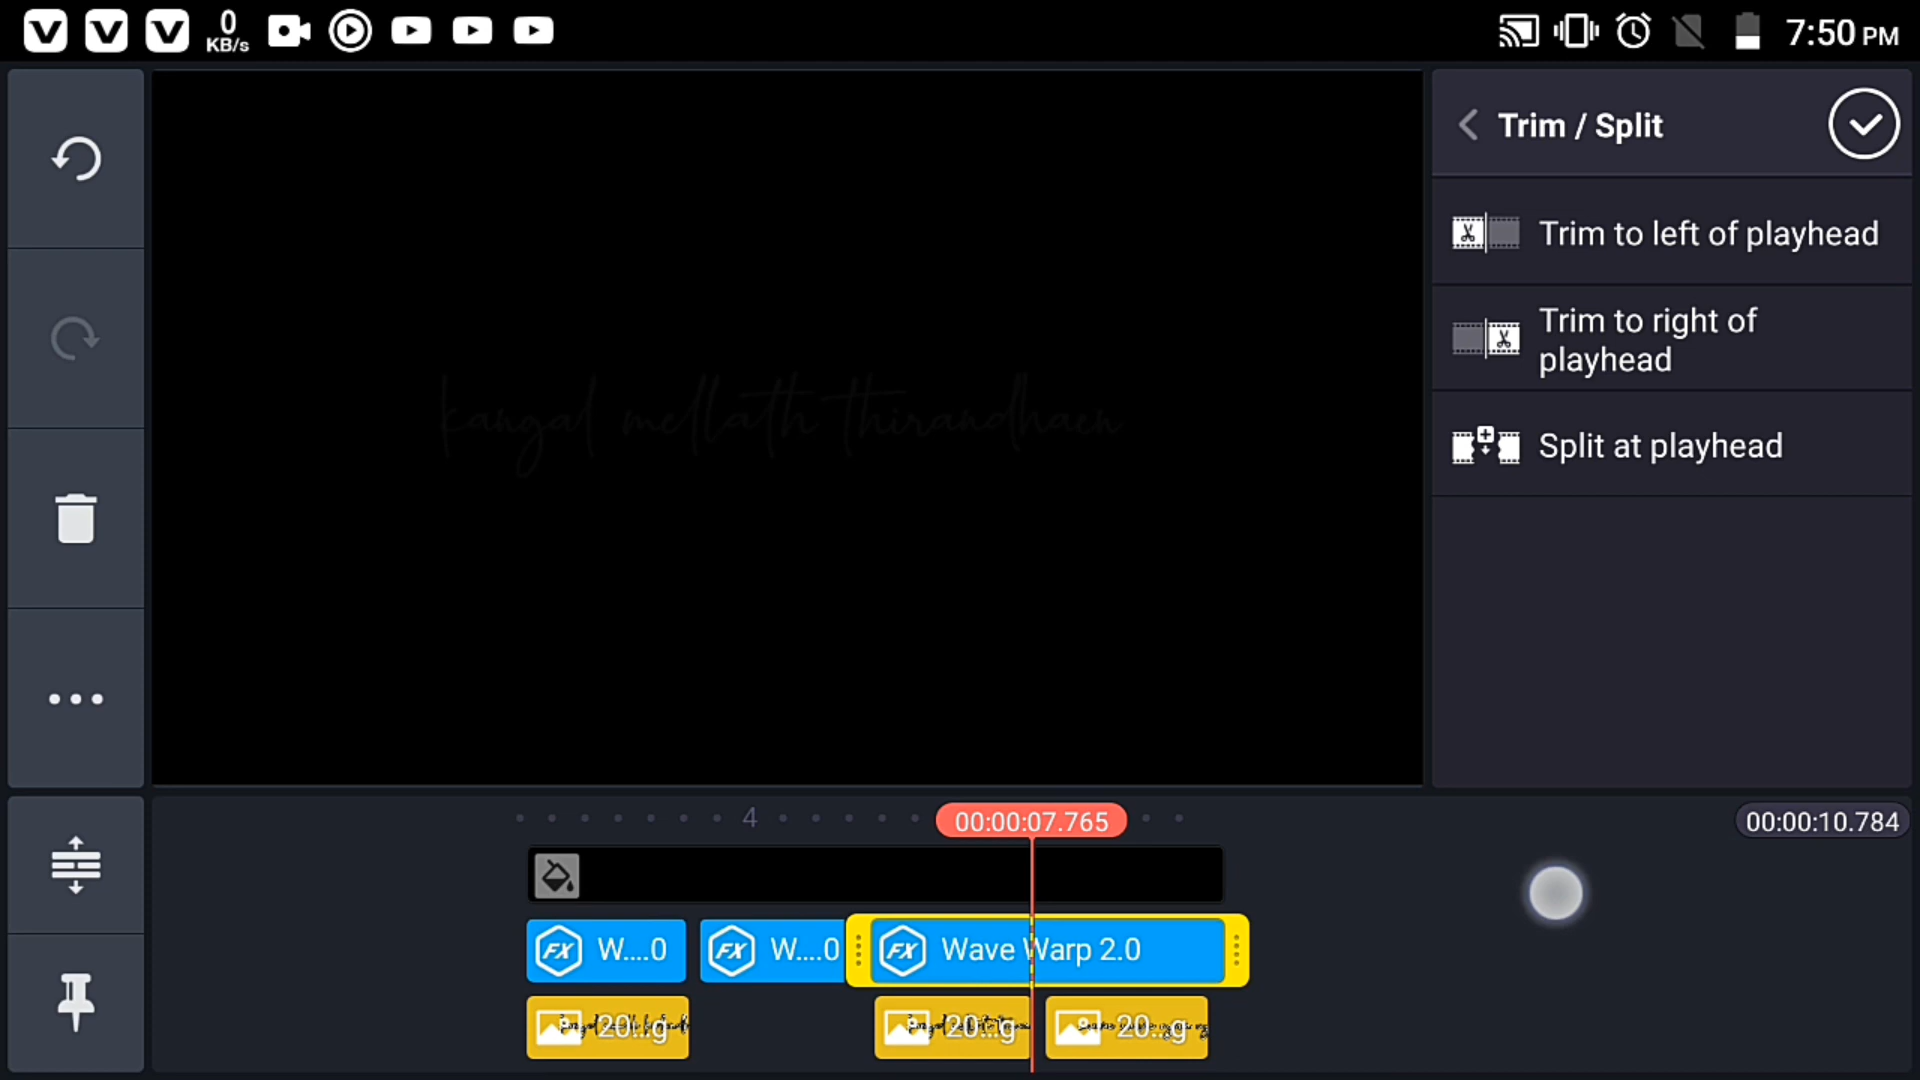 0
KB/s
7:50 PM
Trim / Split
Trim to left of playhead
Trim to right of
playhead
Split at playhead
kangal mellath thirandhaen
4
00:00:07.765
00:00:10.784
FX W....0
FX W....0
FX Wave Warp 2.0
20...g
20...g
20...g